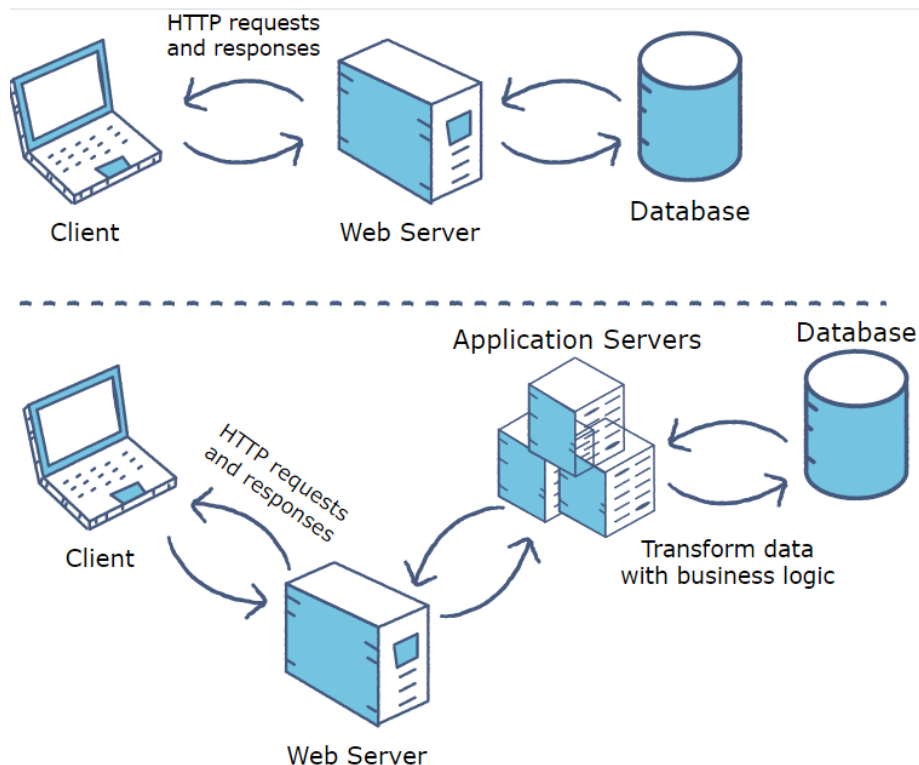 HTTP requests
and responses
Client
Web Server
Database
Application Servers
Database
HTTP requests
and responses
Client
Transform data
with business logic
Web Server